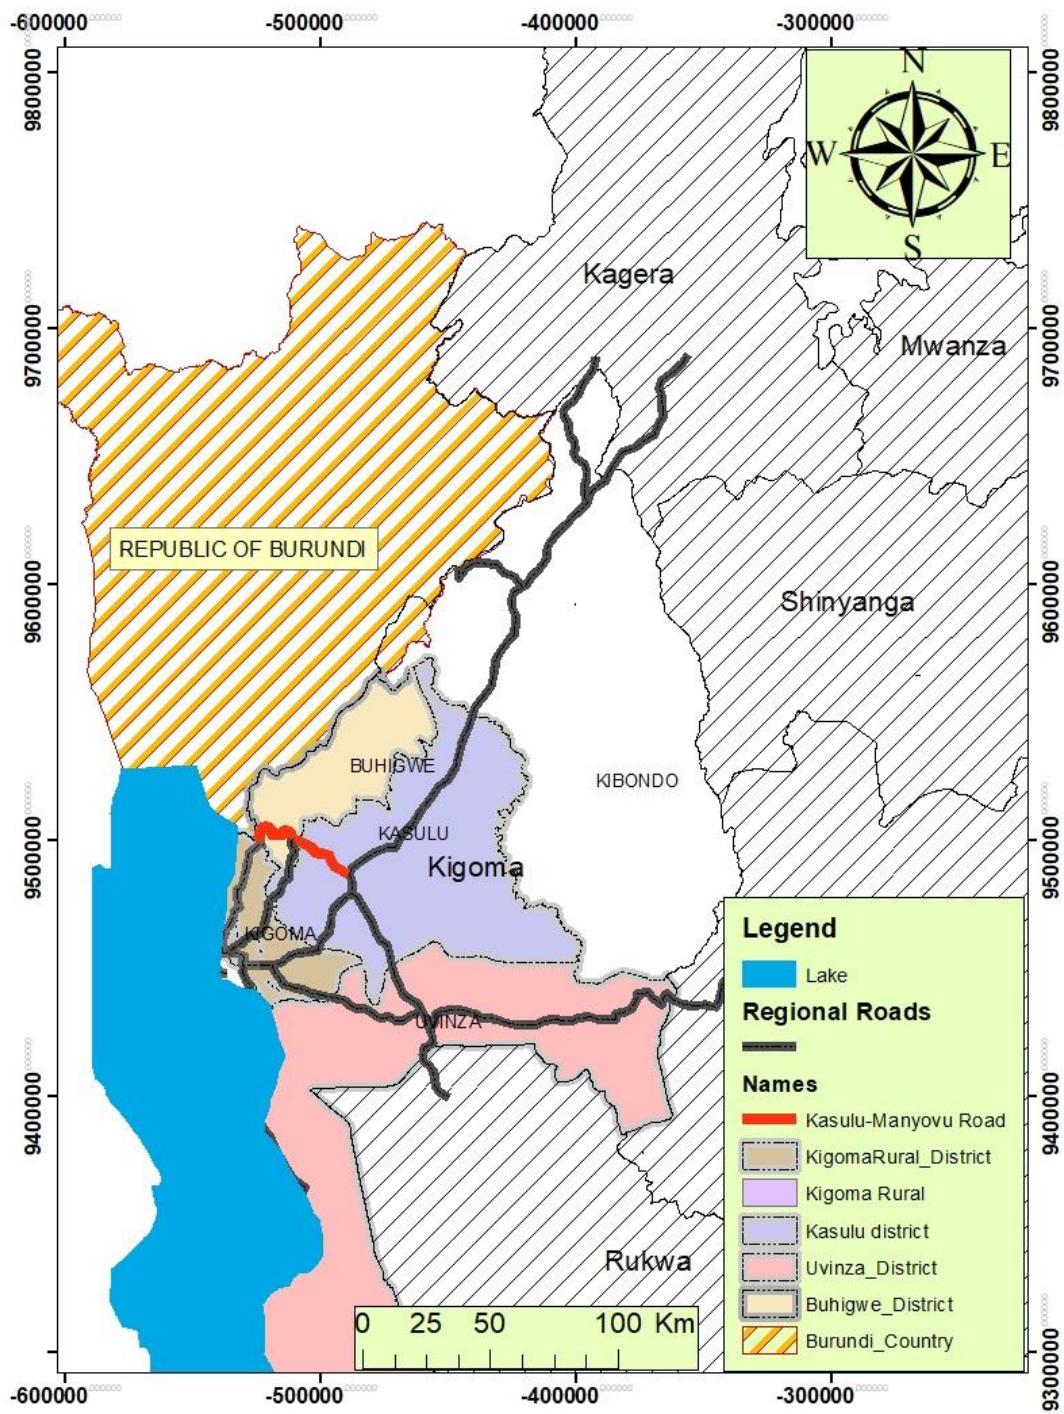 -600000 -500000 -400000 -300000
9800000
9800000
N
W E
S
Kagera
9700000
9700000
Mwanza
REPUBLIC OF BURUNDI
9600000
9600000
Shinyanga
BUHIGWE
KIBONDO
KASULU
9500000
9500000
Kigoma
KIGOMA
UVINZA
9400000
9400000
Rukwa
Legend
Lake
Regional Roads
Names
Kasulu-Manyovu Road
KigomaRural_District
Kigoma Rural
Kasulu district
Uvinza_District
Buhigwe_District
Burundi_Country
0 25 50 100 Km
9300000
9300000
-600000 -500000 -400000 -300000